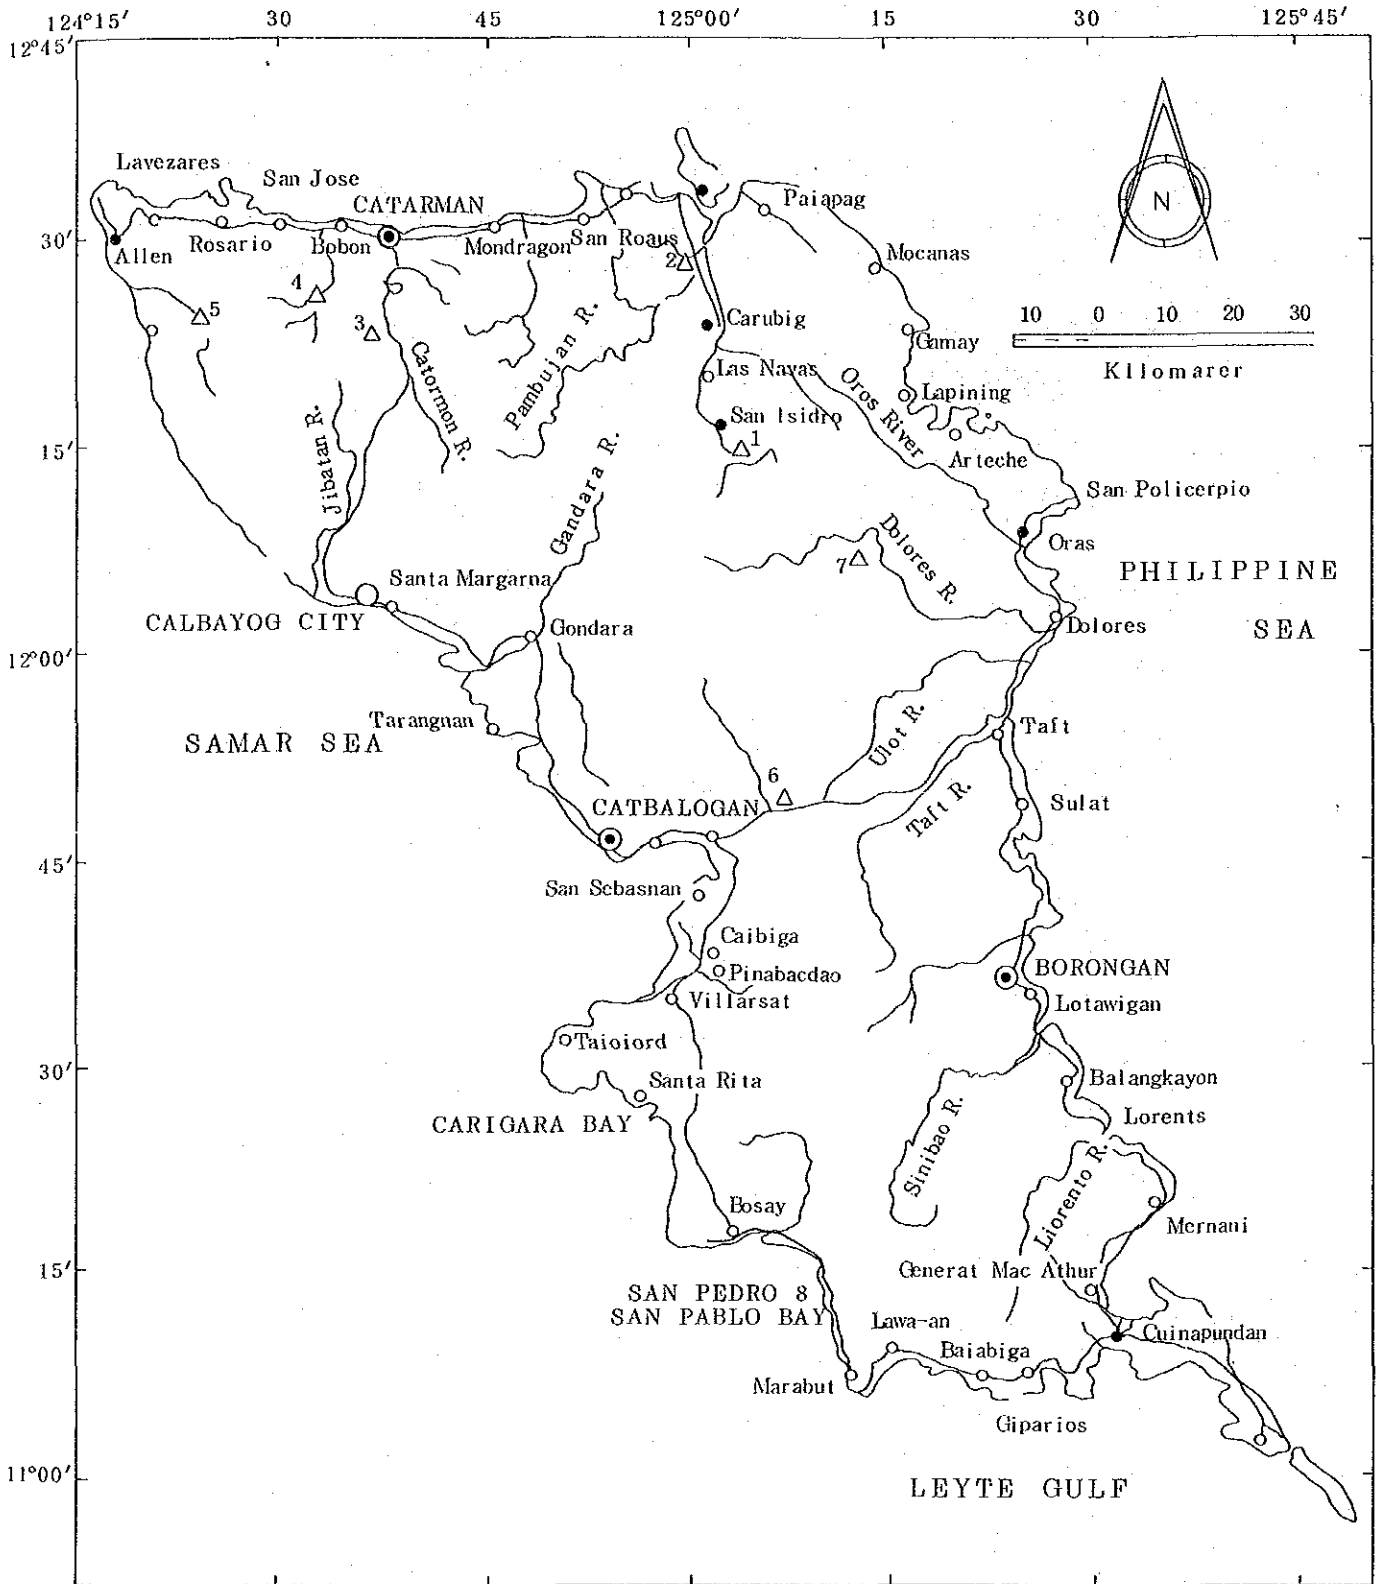 124°15′ 30 45 125°00′ 15 30 125°45′
12°45′
Lavezares
San Jose
CATARMAN
Paiapag
N
30′
Allen
Rosario
Bobon
Mondragon
San Roaus
2
Mocanas
4
5
3
Carubig
10 0 10 20 30
Kilomarer
Gamay
Catormon R.
Pambujan R.
Las Navas
Oros River
Lapining
Jibatan R.
San Isidro
15′
1
Arteche
Gandara R.
San Policerpio
Dolores R.
Oras
7
PHILIPPINE
SEA
Santa Margarna
CALBAYOG CITY
Gondara
Dolores
12°00′
Tarangnan
SAMAR SEA
Ulot R.
Taft
6
CATBALOGAN
Taft R.
Sulat
45′
San Sebasnan
Caibiga
Pinabacdao
BORONGAN
Villarsat
Lotawigan
Taioiord
30′
Santa Rita
Balangkayon
CARIGARA BAY
Sinibao R.
Lorents
Liorento R.
Bosay
Mernani
15′
Generat Mac Athur
SAN PEDRO 8
SAN PABLO BAY
Lawa-an
Cuinapundan
Baiabiga
Marabut
Giparios
11°00′
LEYTE GULF